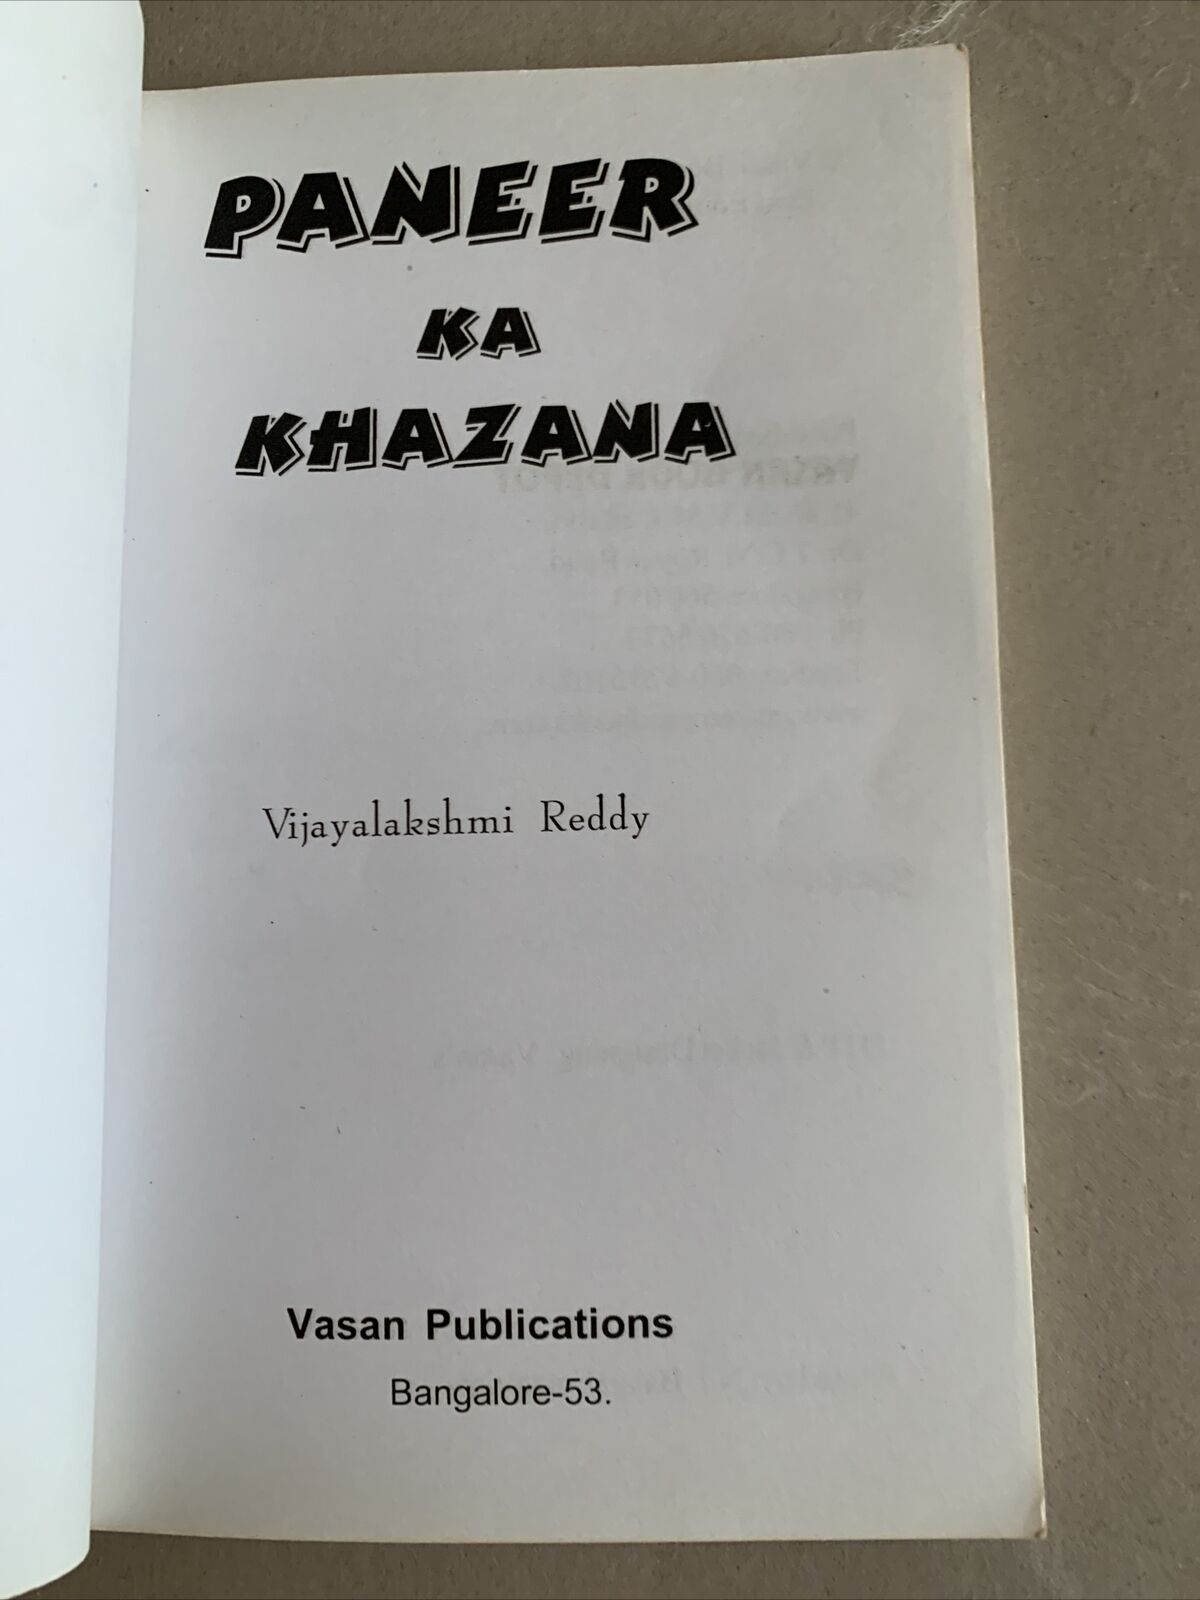 PANEER
KA
KHAZANA
Vijayalakshmi Reddy
Vasan Publications
Bangalore-53.